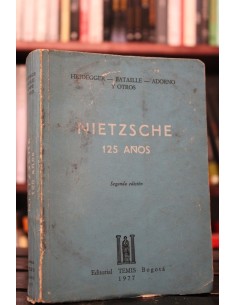 HEIDEGGER — BATAILLE — ADORNO
Y OTROS
NIETZSCHE
125 AÑOS
Segunda edición
Editorial TEMIS Bogotá
1977